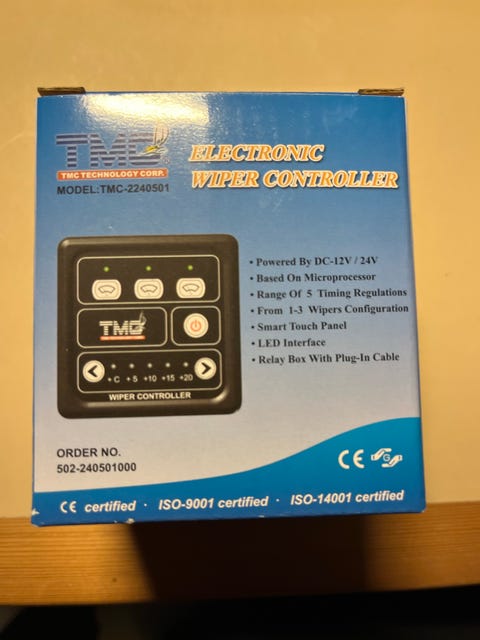 TMC
TMC TECHNOLOGY CORP.
MODEL:TMC-2240501
ELECTRONIC
WIPER CONTROLLER
• Powered By DC-12V / 24V
• Based On Microprocessor
• Range Of 5 Timing Regulations
• From 1-3 Wipers Configuration
• Smart Touch Panel
• LED Interface
• Relay Box With Plug-In Cable
TMC
+ C + 5 +10 +15 +20
WIPER CONTROLLER
ORDER NO.
502-240501000
CE
CE certified · ISO-9001 certified · ISO-14001 certified